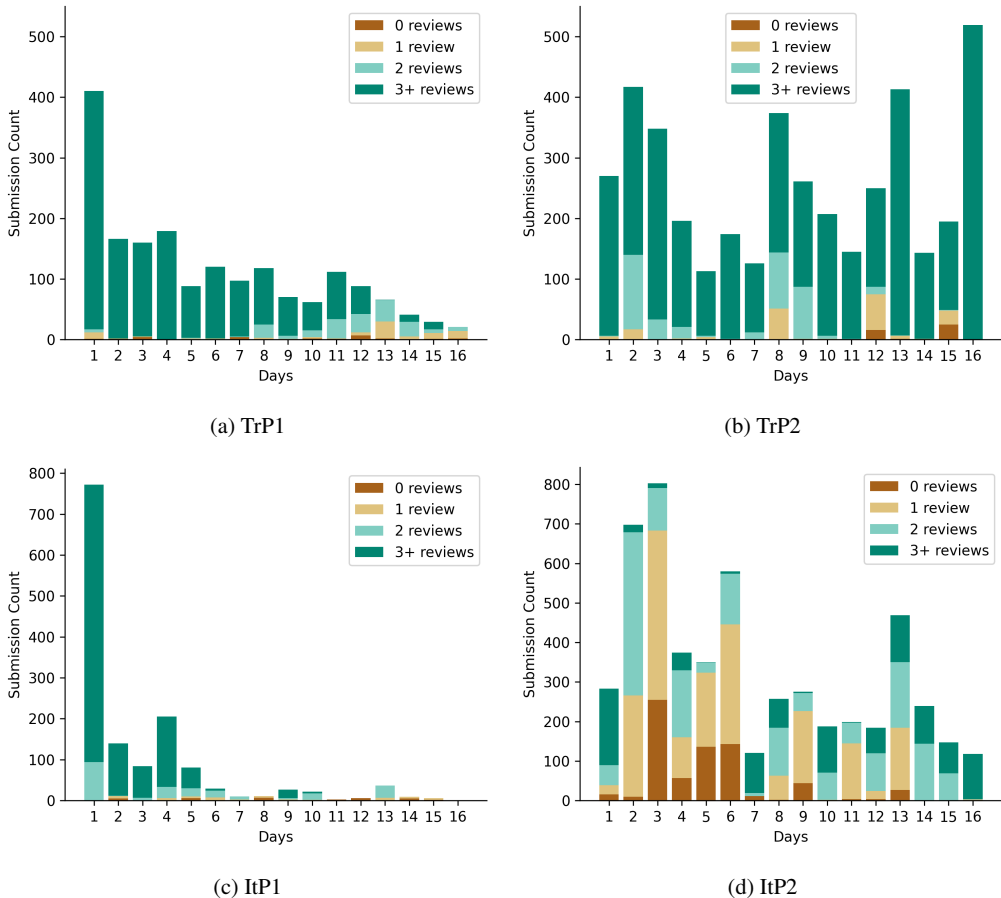 500
400
300
200
100
0
Submission Count
0 reviews
1 review
2 reviews
3+ reviews
1 2 3 4 5 6 7 8 9 10 11 12 13 14 15 16
Days
(a) TrP1
500
400
300
200
100
0
Submission Count
0 reviews
1 review
2 reviews
3+ reviews
1 2 3 4 5 6 7 8 9 10 11 12 13 14 15 16
Days
(b) TrP2
800
700
600
500
400
300
200
100
0
Submission Count
0 reviews
1 review
2 reviews
3+ reviews
1 2 3 4 5 6 7 8 9 10 11 12 13 14 15 16
Days
(c) ItP1
800
700
600
500
400
300
200
100
0
Submission Count
0 reviews
1 review
2 reviews
3+ reviews
1 2 3 4 5 6 7 8 9 10 11 12 13 14 15 16
Days
(d) ItP2